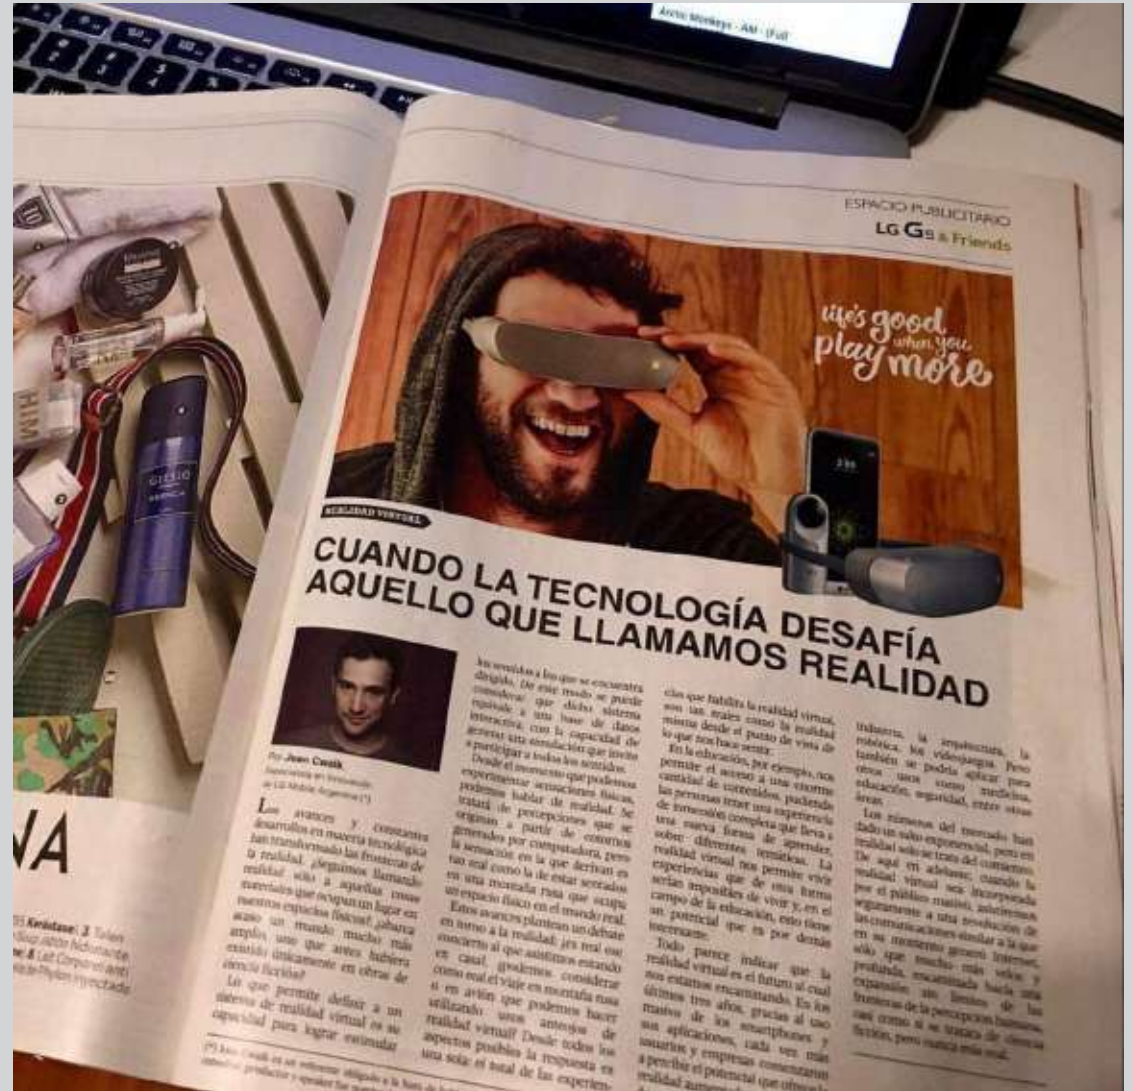 Arctic Monkeys - AM - (Full
ESPACIO PUBLICITARIO
LG G5 & Friends
life's good
when you
play more
REALIDAD VIRTUAL
CUANDO LA TECNOLOGÍA DESAFÍA
AQUELLO QUE LLAMAMOS REALIDAD
Por Juan Cwaik
Especialista en Innovación
de LG Mobile Argentina (*)
Los avances y constantes
desarrollos en materia tecnológica
han transformado las fronteras de
la realidad. ¿Seguimos llamando
realidad sólo a aquellas cosas
materiales que ocupan un lugar en
nuestros espacios físicos?, ¿abarca
acaso un mundo mucho más
amplio, uno que antes hubiera
existido únicamente en obras de
ciencia ficción?
Lo que permite definir a un
sistema de realidad virtual es su
capacidad para lograr estimular
los sentidos a los que se encuentra
dirigido. De este modo se puede
considerar que dicho sistema
equivale a una base de datos
interactiva, con la capacidad de
generar una simulación que invite
a participar a todos los sentidos.
Desde el momento que podemos
experimentar sensaciones físicas,
podemos hablar de realidad. Se
tratará de percepciones que se
originan a partir de entornos
generados por computadora, pero
la sensación en la que derivan es
tan real como la de estar sentados
en una montaña rusa que ocupa
un espacio físico en el mundo real.
Estos avances plantean un debate
en torno a la realidad: ¿es real ese
concierto al que asistimos estando
en casa?, ¿podemos considerar
como real el viaje en montaña rusa
o en avión que podemos hacer
utilizando unos anteojos de
realidad virtual? Desde todos los
aspectos posibles la respuesta es
una sola: el total de las experien-
cias que habilita la realidad virtual,
son tan reales como la realidad
misma desde el punto de vista de
lo que nos hace sentir.
En la educación, por ejemplo, nos
permite el acceso a una enorme
cantidad de contenidos, pudiendo
las personas tener una experiencia
de inmersión completa que lleva a
una nueva forma de aprender,
sobre diferentes temáticas. La
realidad virtual nos permite vivir
experiencias que de otra forma
serían imposibles de vivir y, en el
campo de la educación, esto tiene
un potencial que es por demás
interesante.
Todo parece indicar que la
realidad virtual es el futuro al cual
nos estamos encaminando. En los
últimos tres años, gracias al uso
masivo de los smartphones y
sus aplicaciones, cada vez más
usuarios y empresas comenzaron
a percibir el potencial que ofrece la
realidad
industria, la arquitectura, la
robótica, los videojuegos. Pero
también se podría aplicar para
otros usos como medicina,
educación, seguridad, entre otras
áreas.
Los números del mercado han
dado un salto exponencial, pero en
realidad solo se trata del comienzo.
De aquí en adelante, cuando la
realidad virtual sea incorporada
por el público masivo, asistiremos
seguramente a una revolución de
las comunicaciones similar a la que
en su momento generó Internet,
sólo que mucho más veloz y
profunda, encaminada hacia una
expansión sin límites de las
fronteras de la percepción humana,
casi como si se tratara de ciencia
ficción, pero nunca más real.
HIM
VA
Kérastase. 3. Talen